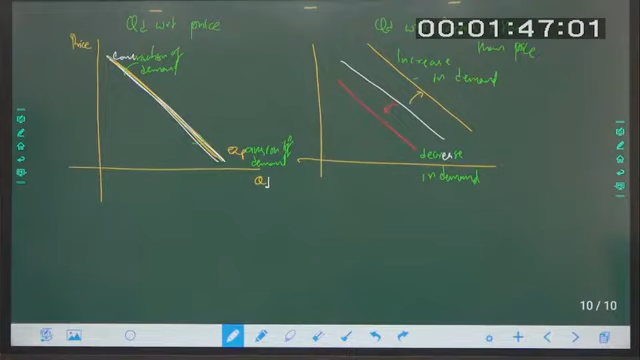 Qd wrt price
Price
Contraction of
demand
expansion of
demand
Qd
Qd
00:01:47:01
than price
Increase
in demand
decrease
in demand
10/10